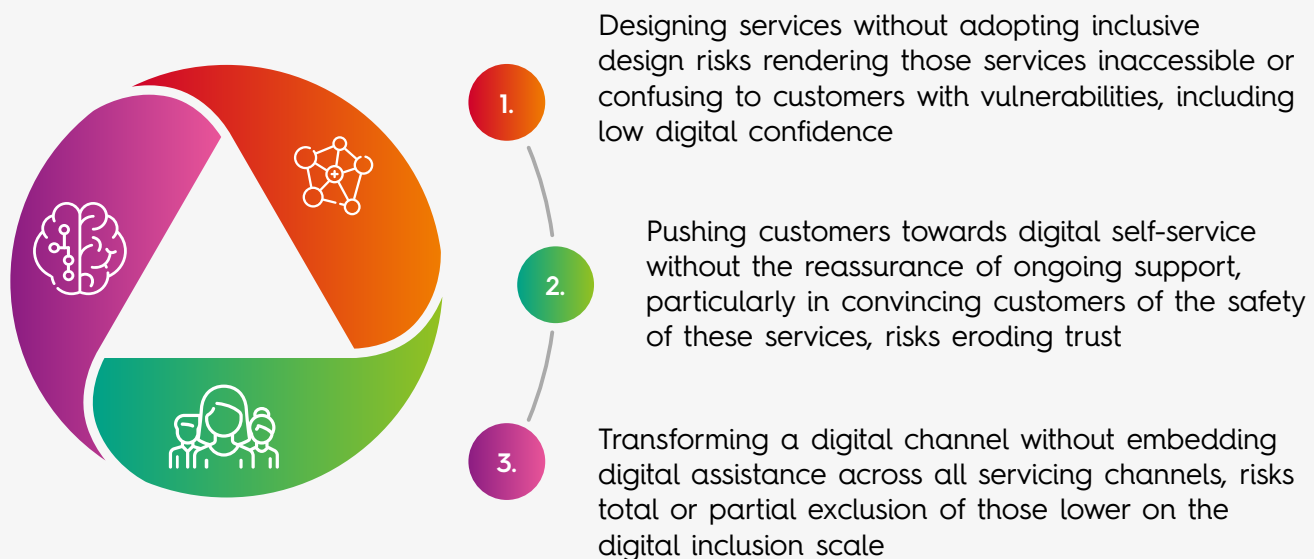 1.
Designing services without adopting inclusive
design risks rendering those services inaccessible or
confusing to customers with vulnerabilities, including
low digital confidence
2.
Pushing customers towards digital self-service
without the reassurance of ongoing support,
particularly in convincing customers of the safety
of these services, risks eroding trust
3.
Transforming a digital channel without embedding
digital assistance across all servicing channels, risks
total or partial exclusion of those lower on the
digital inclusion scale